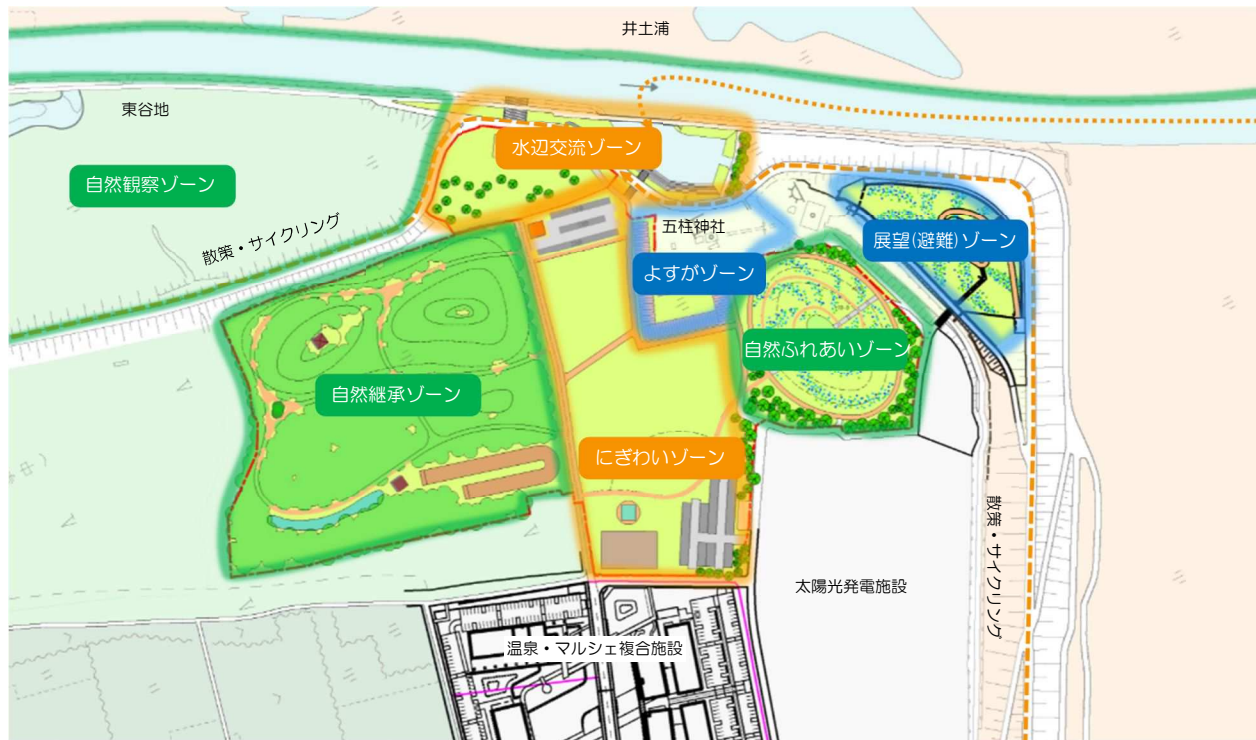 井土浦
東谷地
水辺交流ゾーン
自然観察ゾーン
五柱神社
展望(避難)ゾーン
散策・サイクリング
よすがゾーン
自然ふれあいゾーン
自然継承ゾーン
にぎわいゾーン
散策・サイクリング
太陽光発電施設
温泉・マルシェ複合施設